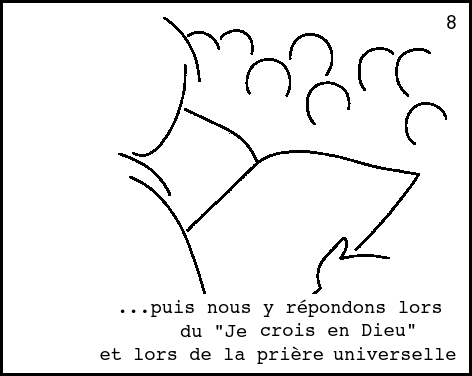 8
...puis nous y répondons lors
du "Je crois en Dieu"
et lors de la prière universelle